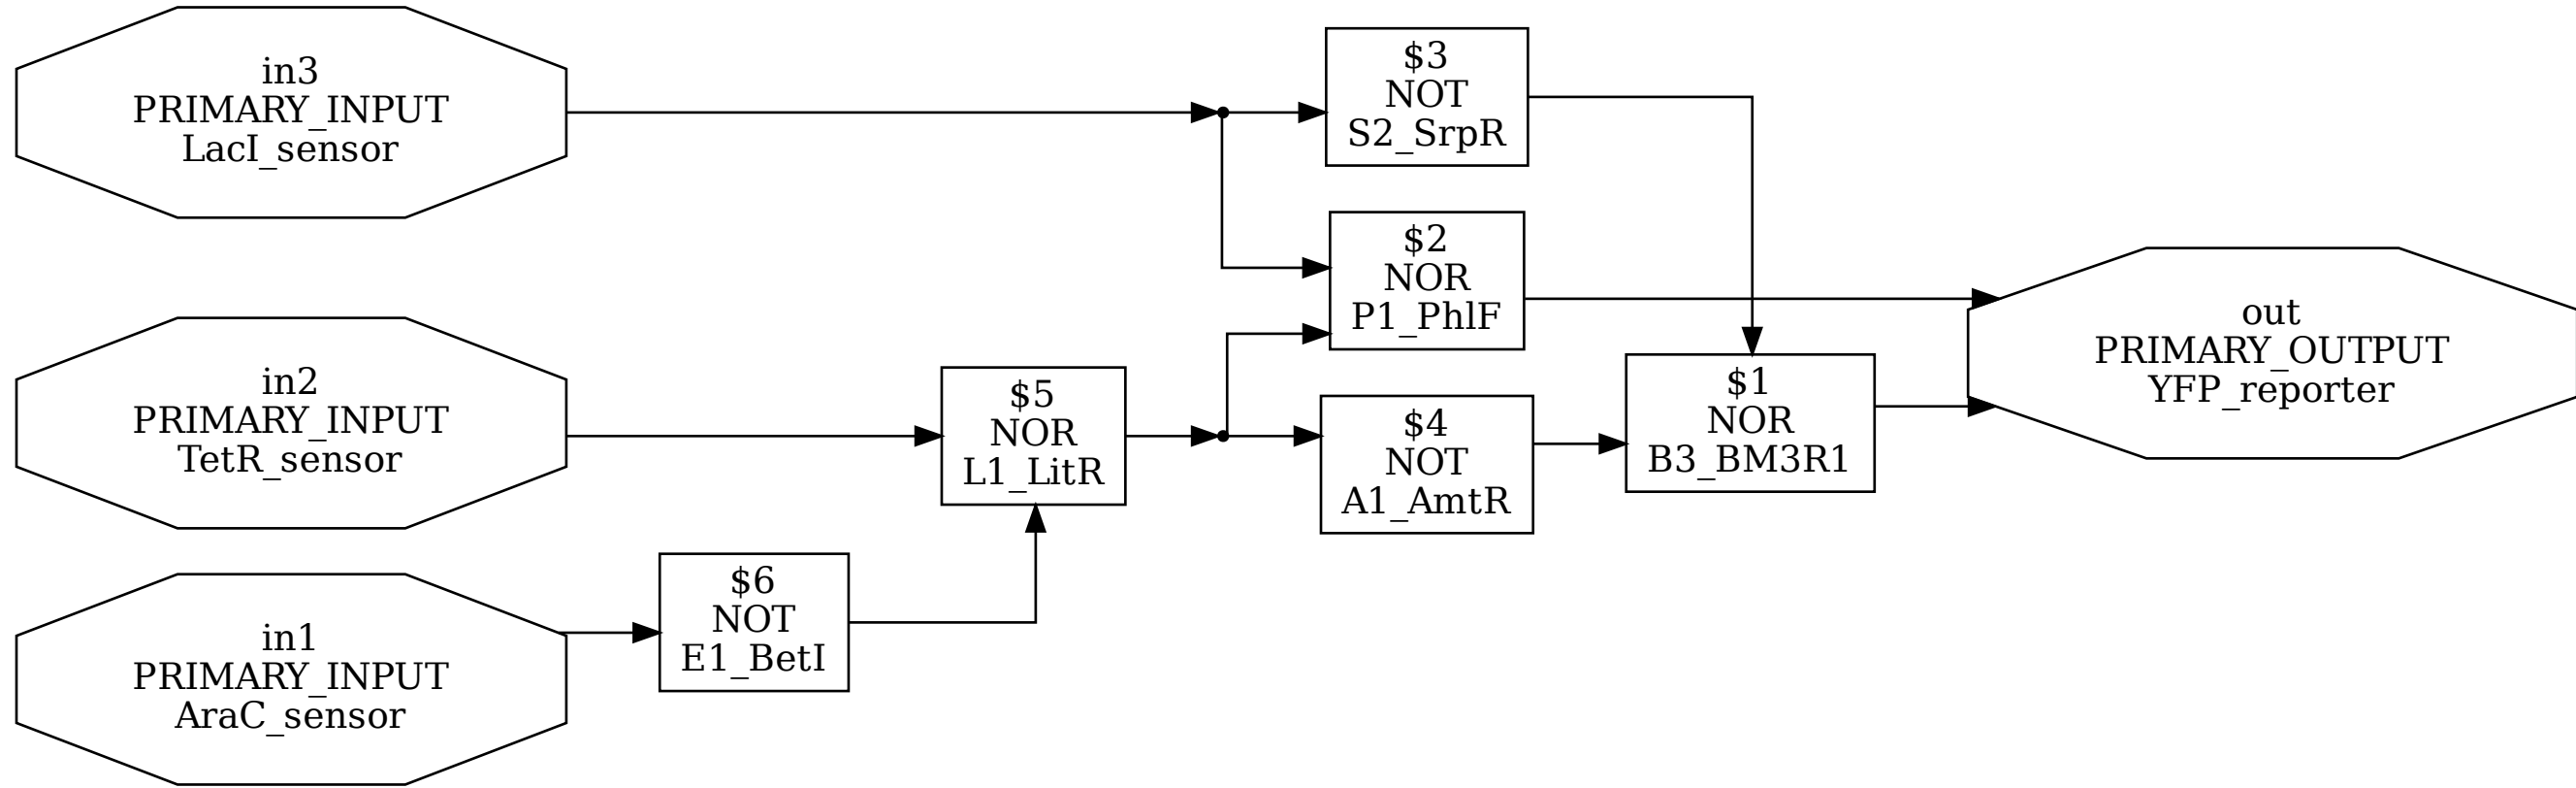 in3
PRIMARY_INPUT
LacI_sensor
$3
NOT
S2_SrpR
$2
NOR
P1_PhlF
out
PRIMARY_OUTPUT
YFP_reporter
in2
PRIMARY_INPUT
TetR_sensor
$5
NOR
L1_LitR
$4
NOT
A1_AmtR
$1
NOR
B3_BM3R1
in1
PRIMARY_INPUT
AraC_sensor
$6
NOT
E1_BetI